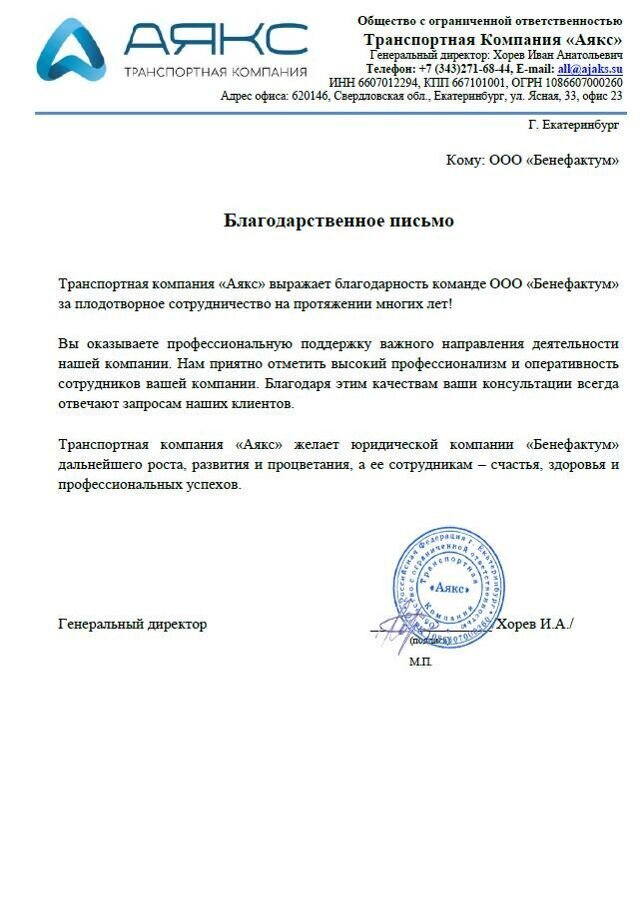 АЯКС
ТРАНСПОРТНАЯ КОМПАНИЯ
Общество с ограниченной ответственностью
Транспортная Компания «Аякс»
Генеральный директор: Хорев Иван Анатольевич
Телефон: +7 (343)271-68-44, E-mail: all@ajaks.su
ИНН 6607012294, КПП 667101001, ОГРН 1086607000260
Адрес офиса: 620146, Свердловская обл., Екатеринбург, ул. Ясная, 33, офис 23
Г. Екатеринбург
Кому: ООО «Бенефактум»
Благодарственное письмо
Транспортная компания «Аякс» выражает благодарность команде ООО «Бенефактум»
за плодотворное сотрудничество на протяжении многих лет!
Вы оказываете профессиональную поддержку важного направления деятельности
нашей компании. Нам приятно отметить высокий профессионализм и оперативность
сотрудников вашей компании. Благодаря этим качествам ваши консультации всегда
отвечают запросам наших клиентов.
Транспортная компания «Аякс» желает юридической компании «Бенефактум»
дальнейшего роста, развития и процветания, а ее сотрудникам – счастья, здоровья и
профессиональных успехов.
Российская Федерация г. Екатеринбург
Общество с ограниченной ответственностью
Транспортная
«Аякс»
Компания
Генеральный директор
Хорев И.А./
(подпись)
М.П.